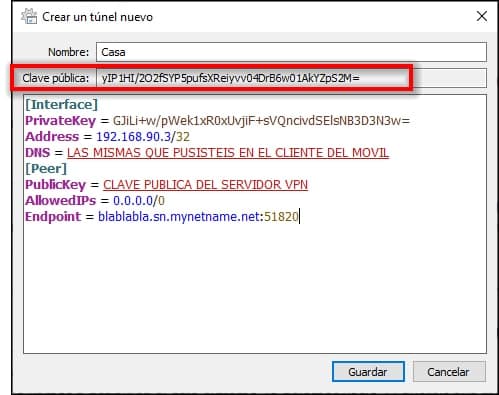 Crear un túnel nuevo
Nombre: Casa
Clave pública: yIP1HI/2O2fSYP5pufsXReiyvv04DrB6w01AkYZpS2M=
[Interface]
PrivateKey = GJiLi+w/pWek1xR0xUvjiF+sVQncivdSElsNB3D3N3w=
Address = 192.168.90.3/32
DNS = LAS MISMAS QUE PUSISTEIS EN EL CLIENTE DEL MOVIL
[Peer]
PublicKey = CLAVE PUBLICA DEL SERVIDOR VPN
AllowedIPs = 0.0.0.0/0
Endpoint = blablabla.sn.mynetname.net:51820
Guardar Cancelar